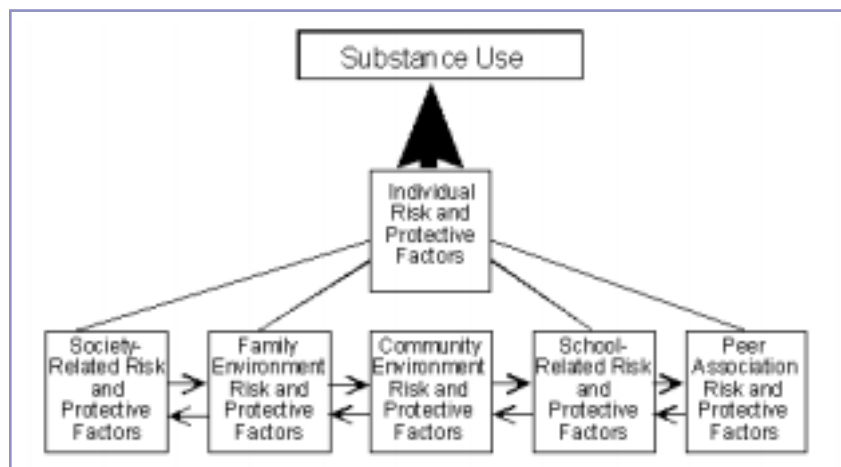 Substance Use
Individual
Risk and
Protective
Factors
Society-
Related Risk
and
Protective
Factors
Family
Environment
Risk and
Protective
Factors
Community
Environment
Risk and
Protective
Factors
School-
Related Risk
and
Protective
Factors
Peer
Association
Risk and
Protective
Factors